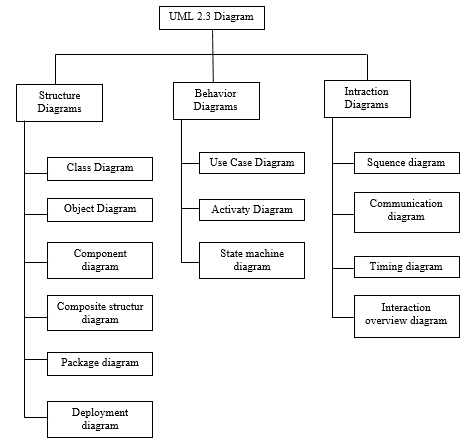 UML 2.3 Diagram
Structure
Diagrams
Class Diagram
Object Diagram
Component
diagram
Composite structur
diagram
Package diagram
Deployment
diagram
Behavior
Diagrams
Use Case Diagram
Activaty Diagram
State machine
diagram
Intraction
Diagrams
Squence diagram
Communication
diagram
Timing diagram
Interaction
overview diagram